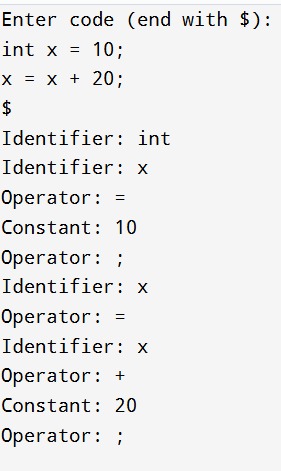 Enter code (end with $):
int x = 10;
x = x + 20;
$
Identifier: int
Identifier: x
Operator: =
Constant: 10
Operator: ;
Identifier: x
Operator: =
Identifier: x
Operator: +
Constant: 20
Operator: ;